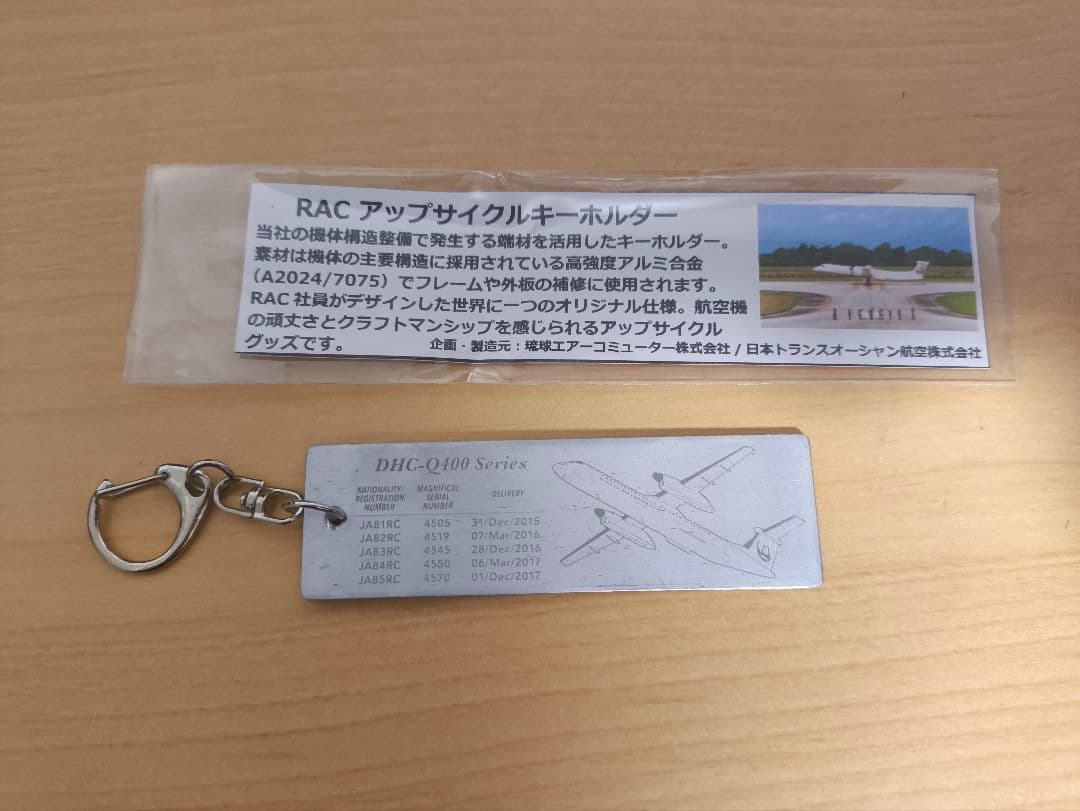 RAC アップサイクルキーホルダー
当社の機体構造整備で発生する端材を活用したキーホルダー。
素材は機体の主要構造に採用されている高強度アルミ合金
（A2024/7075）でフレームや外板の補修に使用されます。
RAC 社員がデザインした世界に一つのオリジナル仕様。航空機
の頑丈さとクラフトマンシップを感じられるアップサイクル
グッズです。
企画・製造元：琉球エアーコミューター株式会社 / 日本トランスオーシャン航空株式会社
DHC-Q400 Series
NATIONALITY/ REGISTRATION NUMBER MAGNIFICAL SERIAL NUMBER DELIVERY
JA81RC 4505 31/Dec/2015
JA82RC 4519 07/Mar/2016
JA83RC 4545 28/Dec/2016
JA84RC 4550 06/Mar/2017
JA85RC 4570 01/Dec/2017